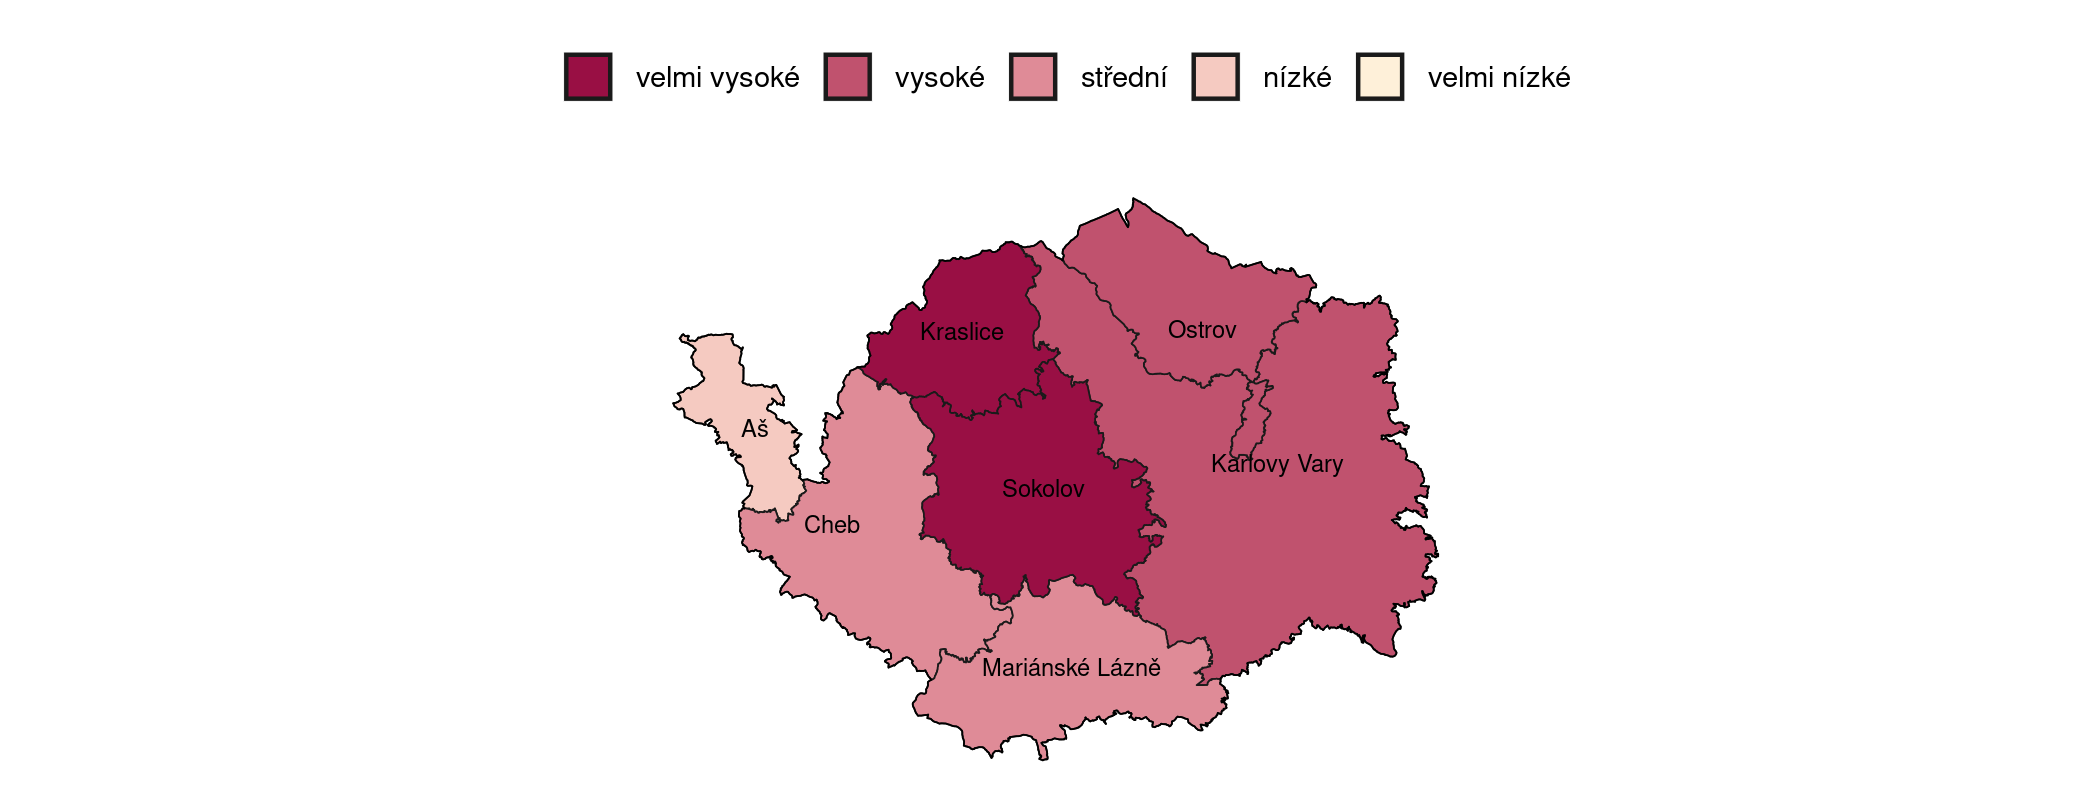 velmi vysoké vysoké střední nízké velmi nízké
Ostrov
Kraslice
Aš
Karlovy Vary
Sokolov
Cheb
Mariánské Lázně